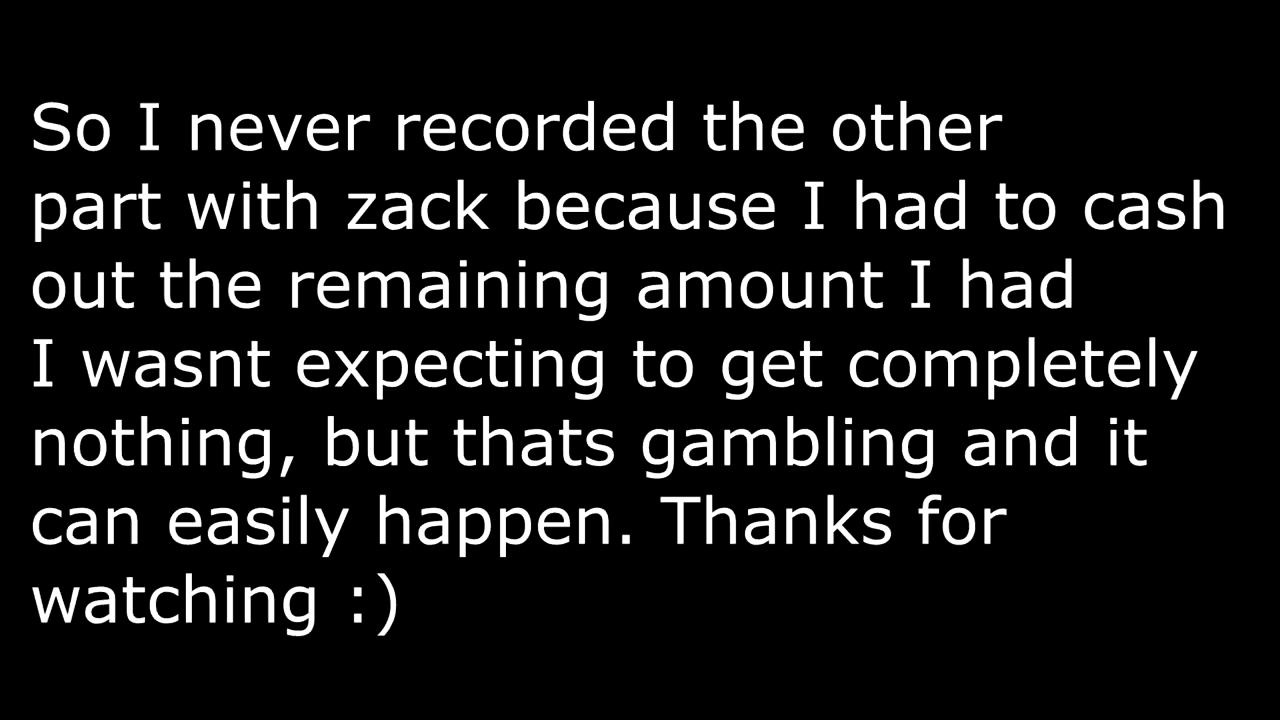 So I never recorded the other
part with zack because I had to cash
out the remaining amount I had
I wasnt expecting to get completely
nothing, but thats gambling and it
can easily happen. Thanks for
watching :)